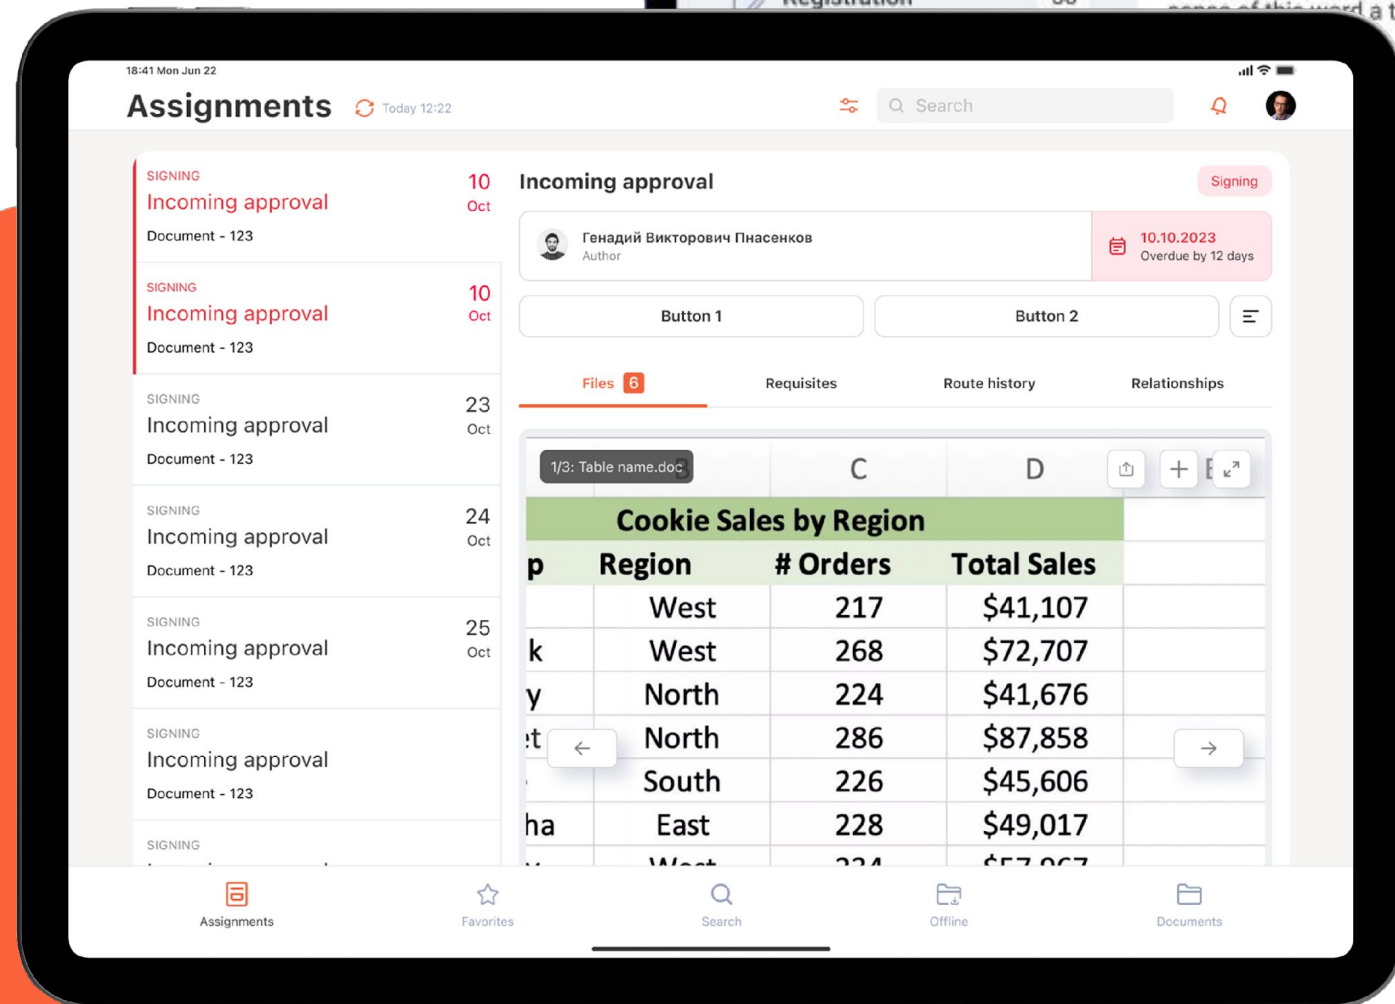 Registration
18:41 Mon Jun 22
Assignments
Today 12:22
Search
SIGNING
Incoming approval
Document - 123
10
Oct
SIGNING
Incoming approval
Document - 123
10
Oct
SIGNING
Incoming approval
Document - 123
23
Oct
SIGNING
Incoming approval
Document - 123
24
Oct
SIGNING
Incoming approval
Document - 123
25
Oct
SIGNING
Incoming approval
Document - 123
SIGNING
Incoming approval
Signing
Генадий Викторович Пнасенков
Author
10.10.2023
Overdue by 12 days
Button 1
Button 2
Files 6
Requisites
Route history
Relationships
1/3: Table name.doc
C D
Cookie Sales by Region
p Region # Orders Total Sales
West 217 $41,107
k West 268 $72,707
y North 224 $41,676
et North 286 $87,858
South 226 $45,606
ha East 228 $49,017
West
Assignments
Favorites
Search
Offline
Documents